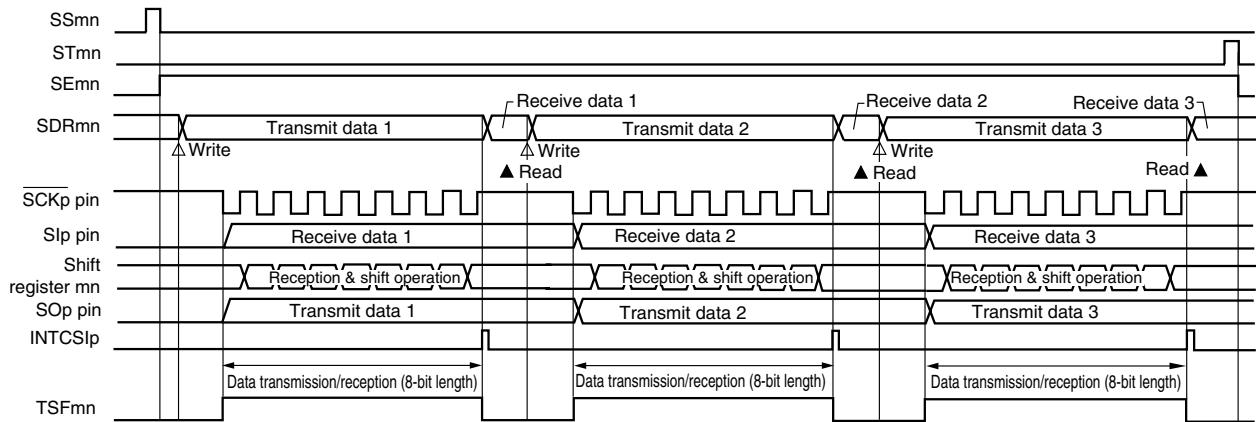 SSmn
STmn
SEmn
Receive data 1
Receive data 2
Receive data 3
SDRmn
Transmit data 1
Transmit data 2
Transmit data 3
Write
Write
Write
▲ Read
▲ Read
Read ▲
SCKp pin
SIp pin
Receive data 1
Receive data 2
Receive data 3
Shift
register mn
Reception & shift operation
Reception & shift operation
Reception & shift operation
SOp pin
Transmit data 1
Transmit data 2
Transmit data 3
INTCSIp
Data transmission/reception (8-bit length)
Data transmission/reception (8-bit length)
Data transmission/reception (8-bit length)
TSFmn